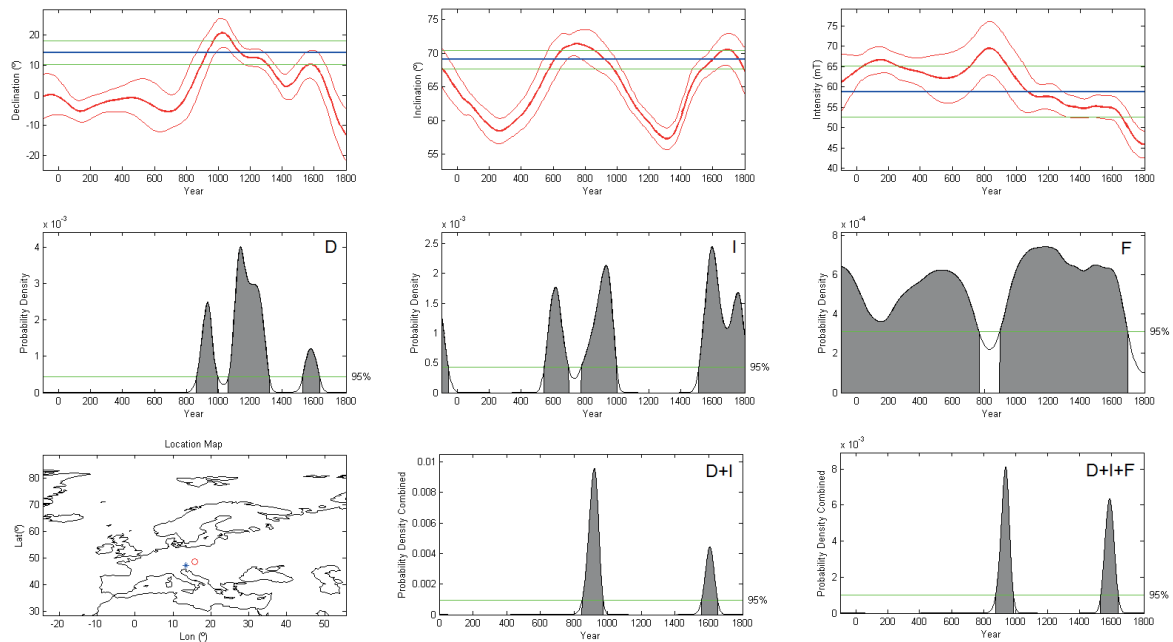 Declination (º)
20
10
0
-10
-20
0 200 400 600 800 1000 1200 1400 1600 1800
Year
Inclination (º)
75
70
65
60
55
0 200 400 600 800 1000 1200 1400 1600 1800
Year
Intensity (mT)
75
70
65
60
55
50
45
40
0 200 400 600 800 1000 1200 1400 1600 1800
Year
x 10⁻³
D
Probability Density
4
3
2
1
0
95%
0 200 400 600 800 1000 1200 1400 1600 1800
Year
x 10⁻³
I
Probability Density
2.5
2
1.5
1
0.5
0
95%
0 200 400 600 800 1000 1200 1400 1600 1800
Year
x 10⁻⁴
F
Probability Density
8
6
4
2
0
95%
0 200 400 600 800 1000 1200 1400 1600 1800
Year
Location Map
Lat(º)
80
70
60
50
40
30
-20 -10 0 10 20 30 40 50
Lon (º)
D+I
Probability Density Combined
0.01
0.008
0.006
0.004
0.002
0
95%
0 200 400 600 800 1000 1200 1400 1600 1800
Year
x 10⁻³
D+I+F
Probability Density Combined
8
6
4
2
0
95%
0 200 400 600 800 1000 1200 1400 1600 1800
Year